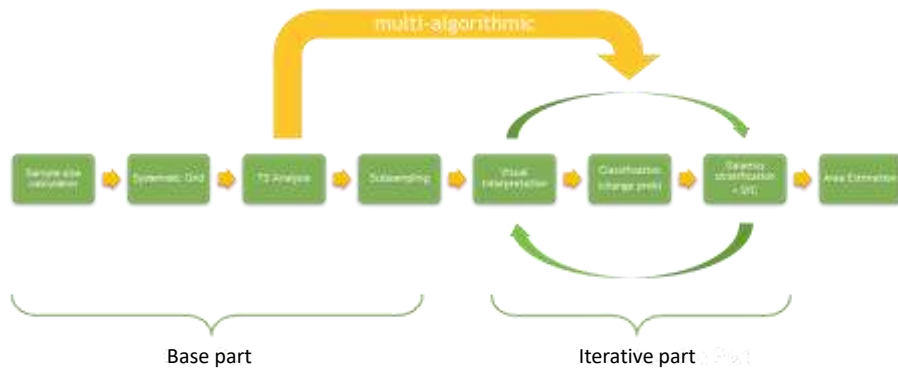 multi-algorithmic
Sample size
calculation
Systematic Grid
TS Analysis
Subsampling
Visual
Interpretation
Classification
(change prob)
stratification
Area Estimation
Base part
Iterative part